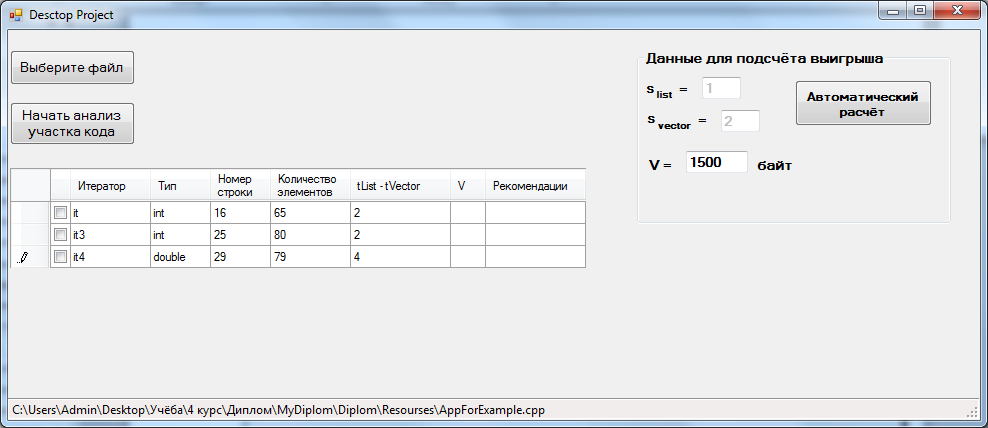 Desctop Project
Выберите файл
Начать анализ
участка кода
Данные для подсчёта выигрыша
s list = 1
s vector = 2
Автоматический
расчёт
V = 1500 байт
Итератор Тип Номер строки Количество элементов tList - tVector V Рекомендации
it int 16 65 2
it3 int 25 80 2
it4 double 29 79 4
C:\Users\Admin\Desktop\Учёба\4 курс\Диплом\MyDiplom\Diplom\Resourses\AppForExample.cpp